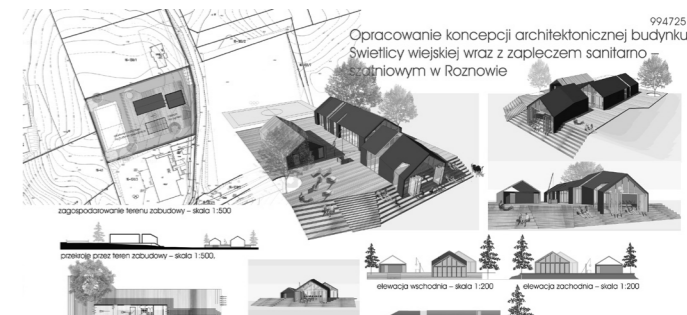 994725
Opracowanie koncepcji architektonicznej budynku
Świetlicy wiejskiej wraz z zapleczem sanitarno –
szatniowym w Roznowie
zagospodarowanie terenu zabudowy – skala 1:500
przekroje przez teren zabudowy – skala 1:500,
elewacja wschodnia – skala 1:200
elewacja zachodnia – skala 1:200